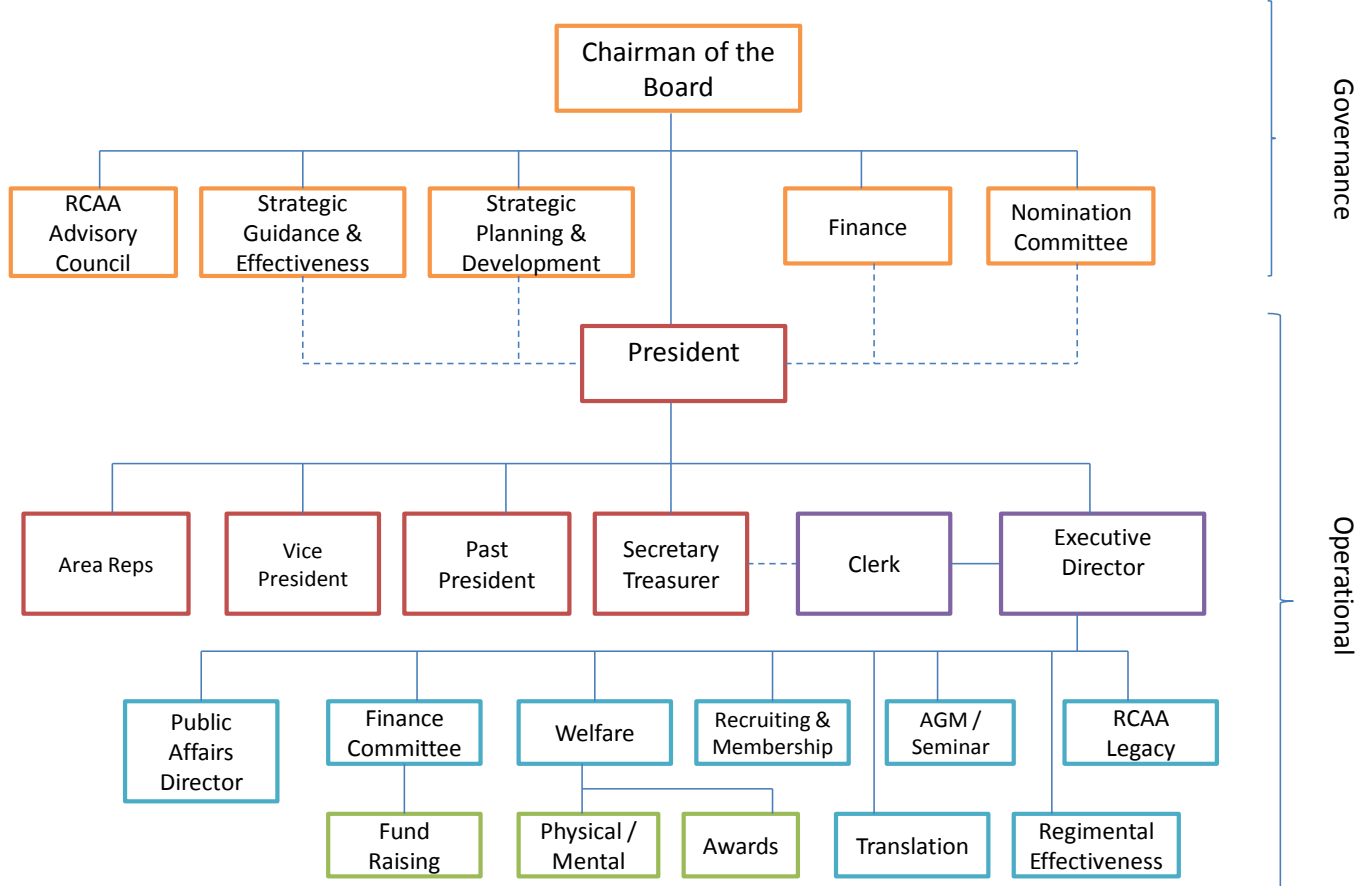 Chairman of the
Board
Governance
RCAA
Advisory
Council
Strategic
Guidance &
Effectiveness
Strategic
Planning &
Development
Finance
Nomination
Committee
President
Operational
Area Reps
Vice
President
Past
President
Secretary
Treasurer
Clerk
Executive
Director
Public
Affairs
Director
Finance
Committee
Welfare
Recruiting &
Membership
AGM /
Seminar
RCAA
Legacy
Fund
Raising
Physical /
Mental
Awards
Translation
Regimental
Effectiveness